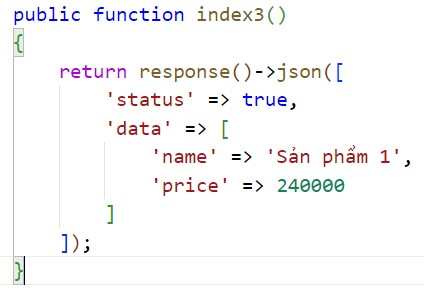 public function index3()
{
    return response()->json([
        'status' => true,
        'data' => [
            'name' => 'Sản phẩm 1',
            'price' => 240000
        ]
    ]);
}